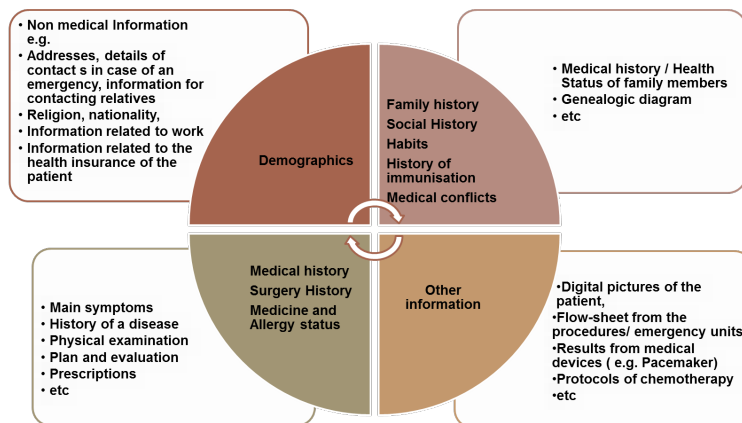 • Non medical Information
e.g.
• Addresses, details of
contact s in case of an
emergency, information for
contacting relatives
• Religion, nationality,
• Information related to work
• Information related to the
health insurance of the
patient
Demographics
Family history
Social History
Habits
History of
immunisation
Medical conflicts
• Medical history / Health
Status of family members
• Genealogic diagram
• etc
• Main symptoms
• History of a disease
• Physical examination
• Plan and evaluation
• Prescriptions
• etc
Medical history
Surgery History
Medicine and
Allergy status
Other
information
•Digital pictures of the
patient,
•Flow-sheet from the
procedures/ emergency units
•Results from medical
devices ( e.g. Pacemaker)
•Protocols of chemotherapy
•etc